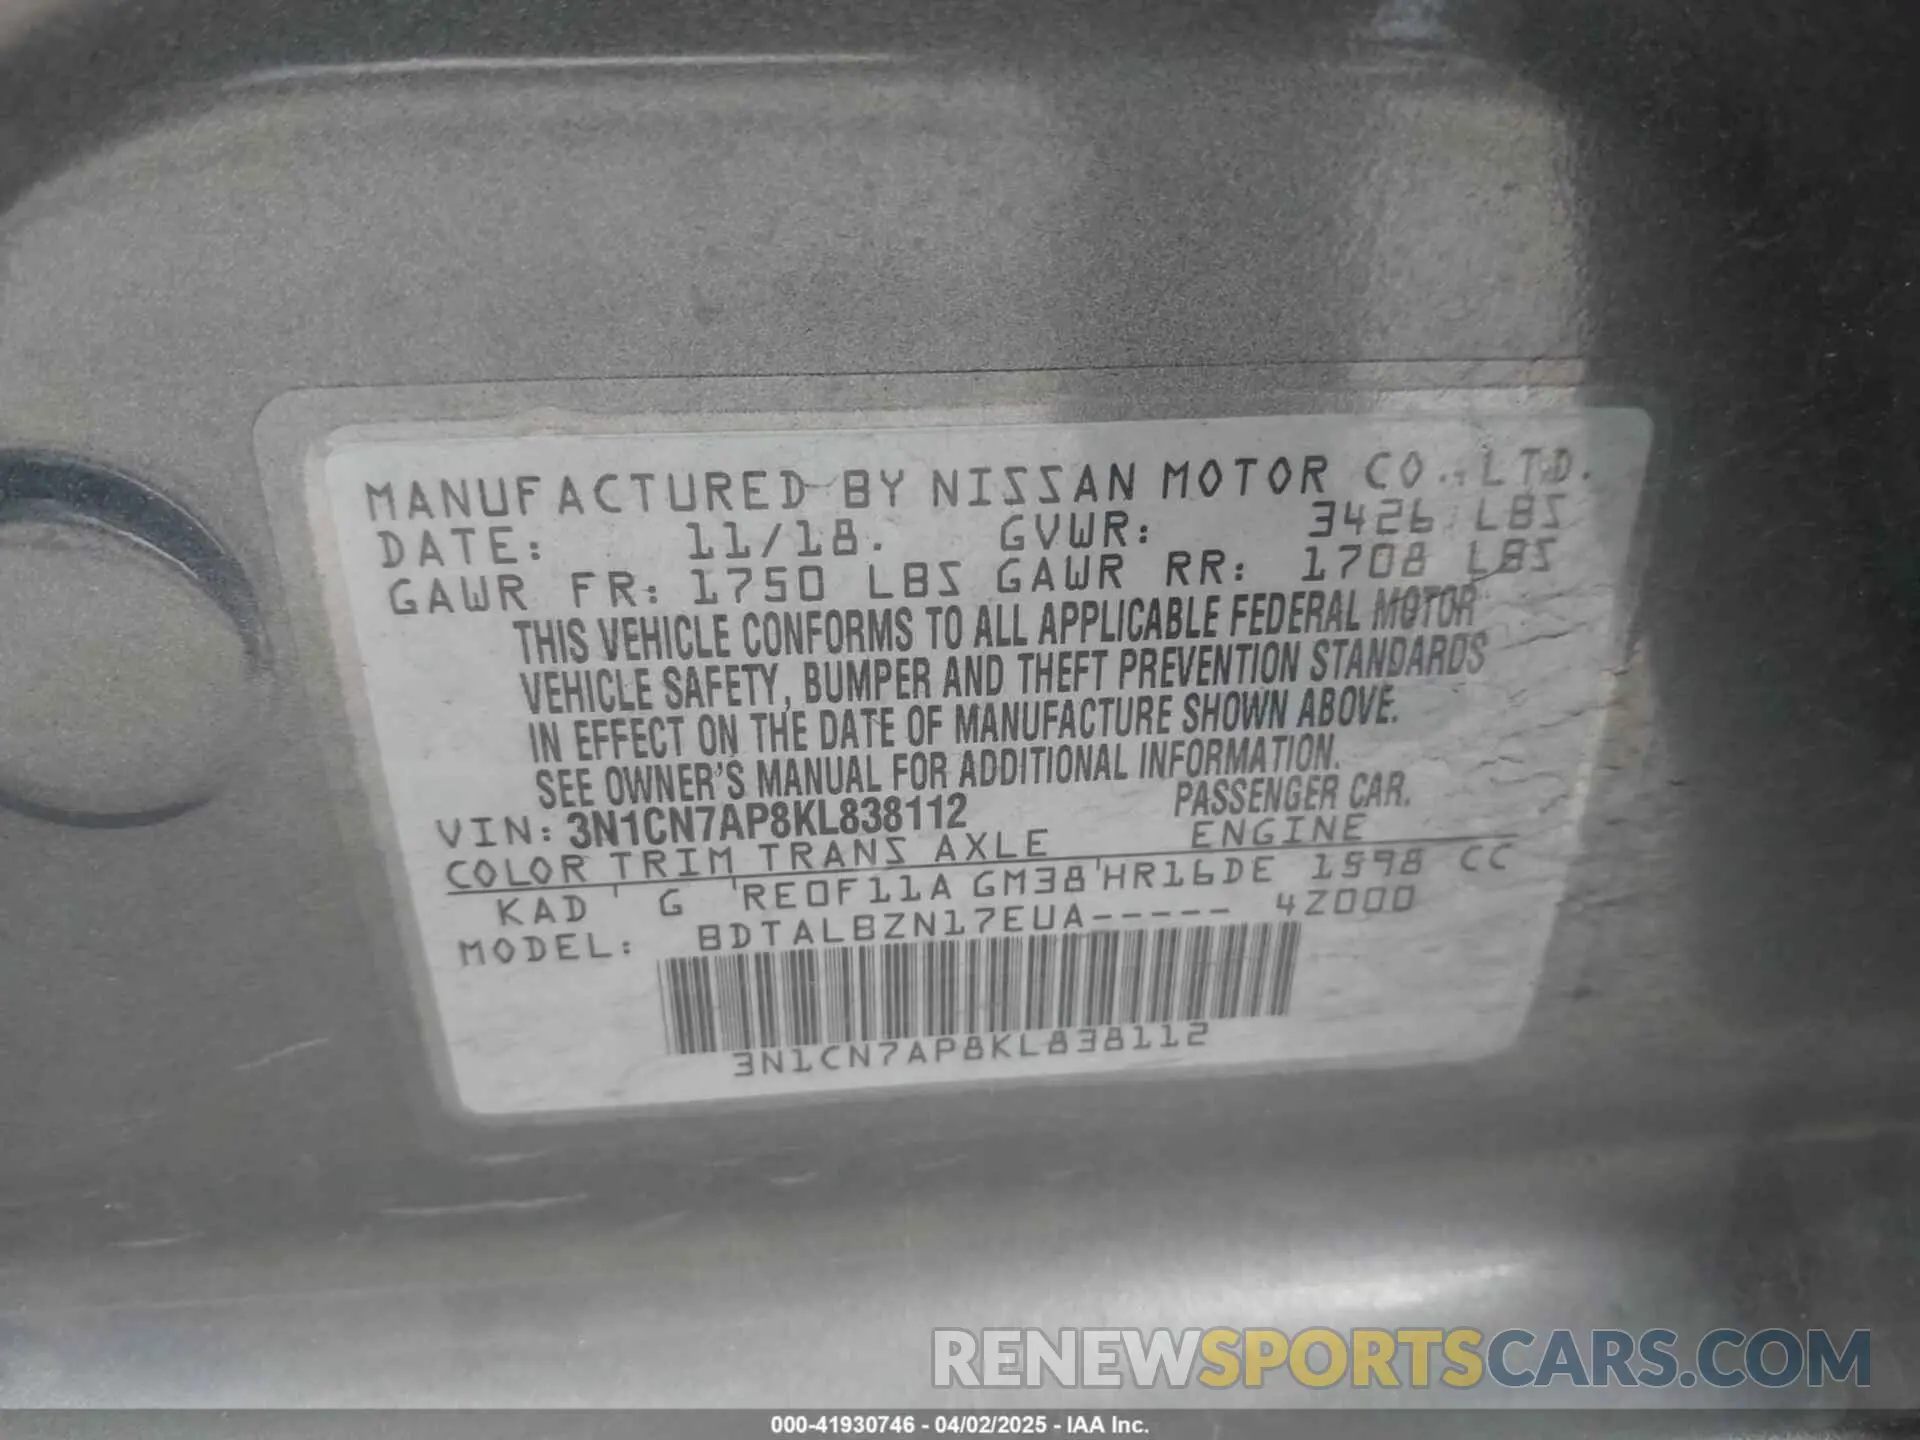 MANUFACTURED BY NISSAN MOTOR CO.,LTD.
DATE: 11/18. GVWR: 3426 LBS
GAWR FR: 1750 LBS GAWR RR: 1708 LBS
THIS VEHICLE CONFORMS TO ALL APPLICABLE FEDERAL MOTOR
VEHICLE SAFETY, BUMPER AND THEFT PREVENTION STANDARDS
IN EFFECT ON THE DATE OF MANUFACTURE SHOWN ABOVE.
SEE OWNER'S MANUAL FOR ADDITIONAL INFORMATION.
VIN: 3N1CN7AP8KL838112 PASSENGER CAR.
COLOR TRIM TRANS AXLE ENGINE
KAD G RE0F11A GM38 HR16DE 1598 CC
MODEL: BDTALBZN17EUA----- 4Z000
3N1CN7AP8KL838112
RENEWSPORTSCARS.COM
000-41930746 - 04/02/2025 - IAA Inc.